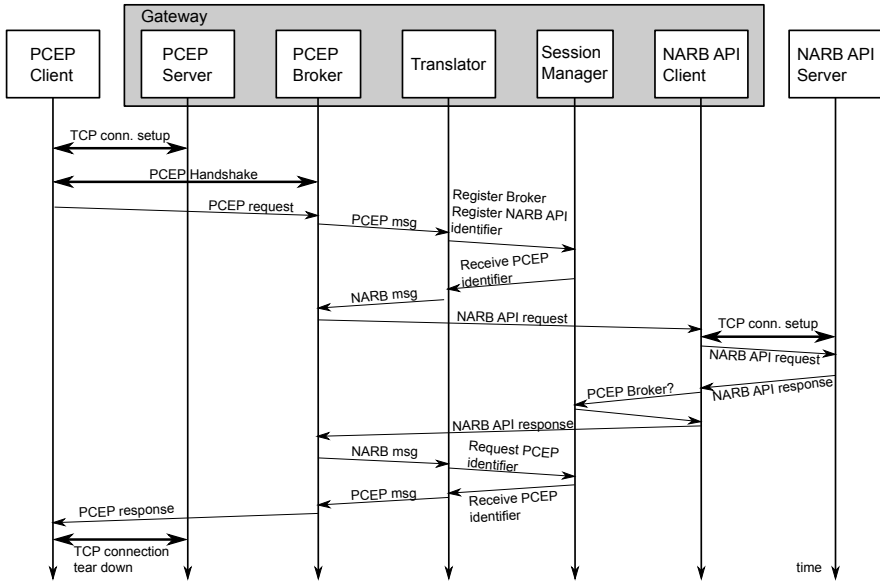 Gateway
PCEP
Client
PCEP
Server
PCEP
Broker
Translator
Session
Manager
NARB API
Client
NARB API
Server
TCP conn. setup
PCEP Handshake
PCEP request
PCEP msg
Register Broker
Register NARB API
identifier
Receive PCEP
identifier
NARB msg
NARB API request
TCP conn. setup
NARB API request
NARB API response
PCEP Broker?
NARB API response
NARB msg
Request PCEP
identifier
PCEP msg
Receive PCEP
identifier
PCEP response
TCP connection
tear down
time